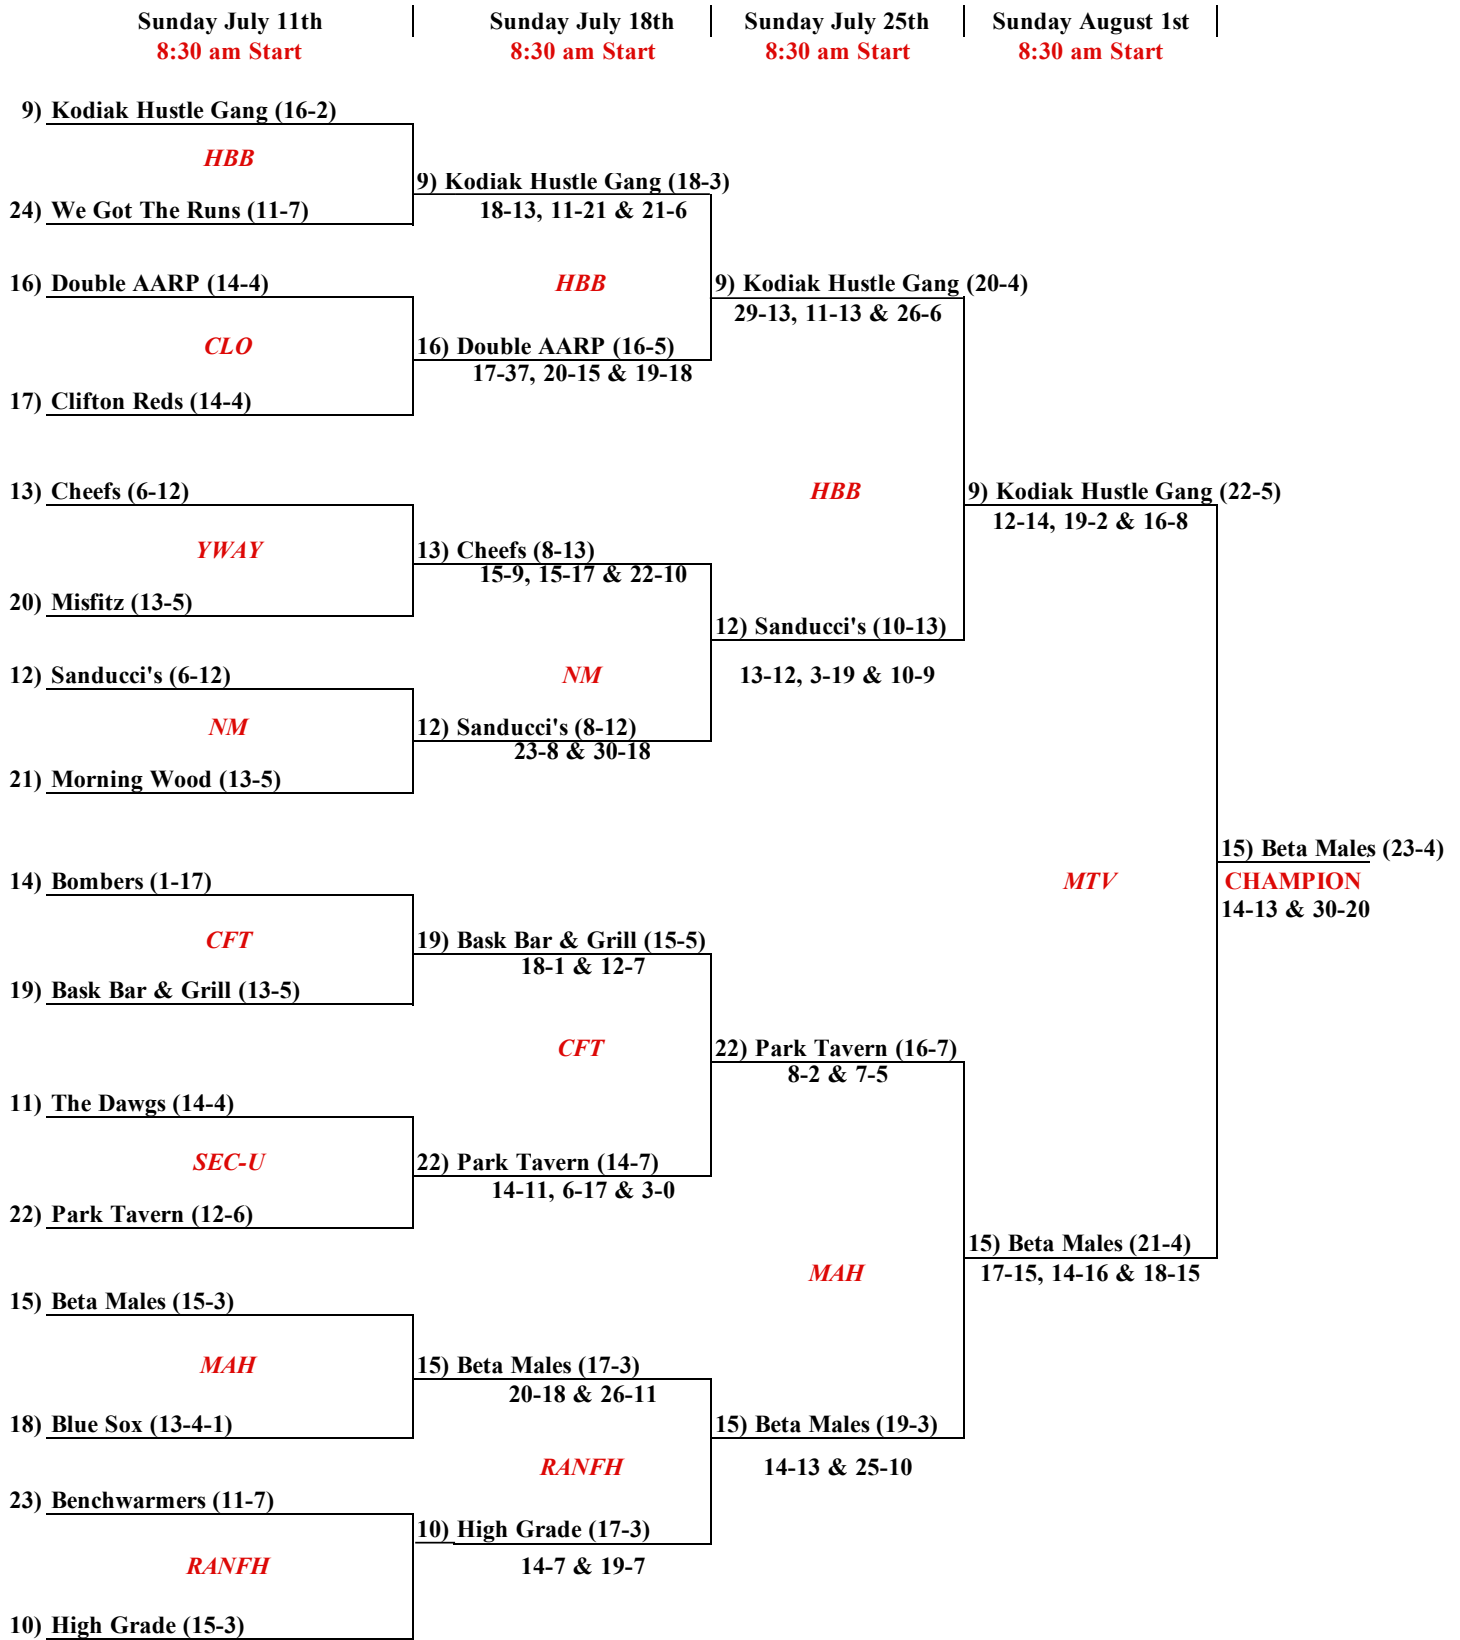 Sunday July 11th
8:30 am Start
Sunday July 18th
8:30 am Start
Sunday July 25th
8:30 am Start
Sunday August 1st
8:30 am Start
9) Kodiak Hustle Gang (16-2)
HBB
24) We Got The Runs (11-7)
16) Double AARP (14-4)
CLO
17) Clifton Reds (14-4)
13) Cheefs (6-12)
YWAY
20) Misfitz (13-5)
12) Sanducci's (6-12)
NM
21) Morning Wood (13-5)
14) Bombers (1-17)
CFT
19) Bask Bar & Grill (13-5)
11) The Dawgs (14-4)
SEC-U
22) Park Tavern (12-6)
15) Beta Males (15-3)
MAH
18) Blue Sox (13-4-1)
23) Benchwarmers (11-7)
RANFH
10) High Grade (15-3)
9) Kodiak Hustle Gang (18-3)
18-13, 11-21 & 21-6
HBB
16) Double AARP (16-5)
17-37, 20-15 & 19-18
13) Cheefs (8-13)
15-9, 15-17 & 22-10
NM
12) Sanducci's (8-12)
23-8 & 30-18
19) Bask Bar & Grill (15-5)
18-1 & 12-7
CFT
22) Park Tavern (14-7)
14-11, 6-17 & 3-0
15) Beta Males (17-3)
20-18 & 26-11
RANFH
10) High Grade (17-3)
14-7 & 19-7
9) Kodiak Hustle Gang (20-4)
29-13, 11-13 & 26-6
HBB
12) Sanducci's (10-13)
13-12, 3-19 & 10-9
22) Park Tavern (16-7)
8-2 & 7-5
MAH
15) Beta Males (19-3)
14-13 & 25-10
9) Kodiak Hustle Gang (22-5)
12-14, 19-2 & 16-8
MTV
15) Beta Males (21-4)
17-15, 14-16 & 18-15
15) Beta Males (23-4)
CHAMPION
14-13 & 30-20